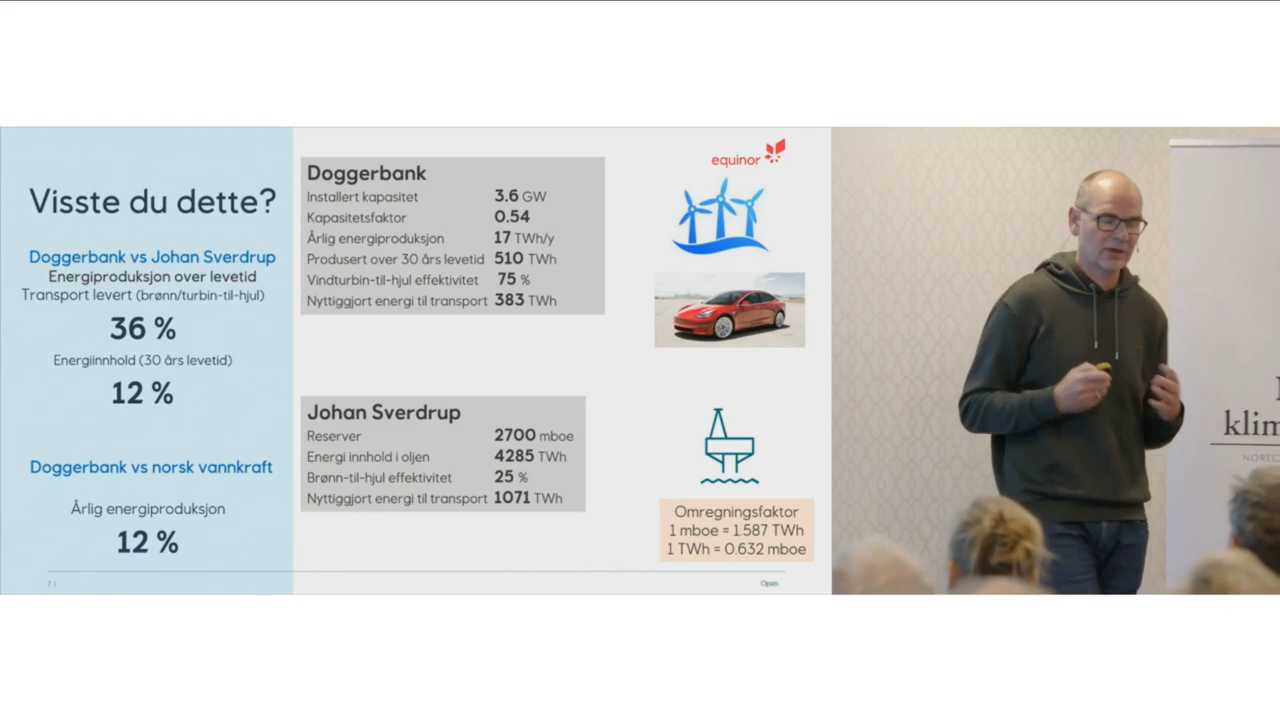 Visste du dette?
Doggerbank vs Johan Sverdrup
Energiproduksjon over levetid
Transport levert (brønn/turbin-til-hjul)
36 %
Energiinnhold (30 års levetid)
12 %
Doggerbank vs norsk vannkraft
Årlig energiproduksjon
12 %
7 |
Doggerbank
Installert kapasitet 3.6 GW
Kapasitetsfaktor 0.54
Årlig energiproduksjon 17 TWh/y
Produsert over 30 års levetid 510 TWh
Vindturbin-til-hjul effektivitet 75 %
Nyttiggjort energi til transport 383 TWh
Johan Sverdrup
Reserver 2700 mboe
Energi innhold i oljen 4285 TWh
Brønn-til-hjul effektivitet 25 %
Nyttiggjort energi til transport 1071 TWh
equinor
Omregningsfaktor
1 mboe = 1.587 TWh
1 TWh = 0.632 mboe
Open
klim
NOREG